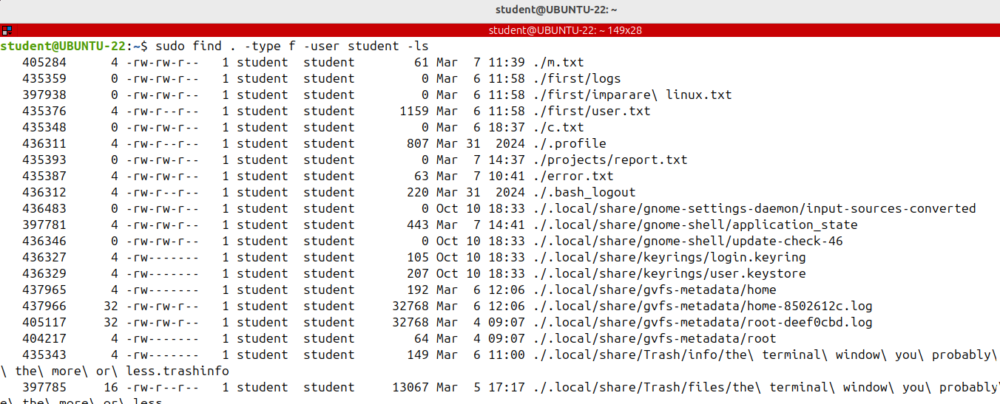 student@UBUNTU-22: ~
student@UBUNTU-22: ~ 149x28
student@UBUNTU-22:~$ sudo find . -type f -user student -ls
405284 4 -rw-rw-r-- 1 student student 61 Mar 7 11:39 ./m.txt
435359 0 -rw-rw-r-- 1 student student 0 Mar 6 11:58 ./first/logs
397938 0 -rw-rw-r-- 1 student student 0 Mar 6 11:58 ./first/imparare\ linux.txt
435376 4 -rw-r--r-- 1 student student 1159 Mar 6 11:58 ./first/user.txt
435348 0 -rw-rw-r-- 1 student student 0 Mar 6 18:37 ./c.txt
436311 4 -rw-r--r-- 1 student student 807 Mar 31 2024 ./.profile
435393 0 -rw-rw-r-- 1 student student 0 Mar 7 14:37 ./projects/report.txt
435387 4 -rw-rw-r-- 1 student student 63 Mar 7 10:41 ./error.txt
436312 4 -rw-r--r-- 1 student student 220 Mar 31 2024 ./.bash_logout
436483 0 -rw-rw-r-- 1 student student 0 Oct 10 18:33 ./.local/share/gnome-settings-daemon/input-sources-converted
397781 4 -rw-rw-r-- 1 student student 443 Mar 7 14:41 ./.local/share/gnome-shell/application_state
436346 0 -rw-rw-r-- 1 student student 0 Oct 10 18:33 ./.local/share/gnome-shell/update-check-46
436327 4 -rw------- 1 student student 105 Oct 10 18:33 ./.local/share/keyrings/login.keyring
436329 4 -rw------- 1 student student 207 Oct 10 18:33 ./.local/share/keyrings/user.keystore
437965 4 -rw------- 1 student student 192 Mar 6 12:06 ./.local/share/gvfs-metadata/home
437966 32 -rw-rw-r-- 1 student student 32768 Mar 6 12:06 ./.local/share/gvfs-metadata/home-8502612c.log
405117 32 -rw-rw-r-- 1 student student 32768 Mar 4 09:07 ./.local/share/gvfs-metadata/root-deef0cbd.log
404217 4 -rw------- 1 student student 64 Mar 4 09:07 ./.local/share/gvfs-metadata/root
435343 4 -rw------- 1 student student 149 Mar 6 11:00 ./.local/share/Trash/info/the\ terminal\ window\ you\ probably\
\ the\ more\ or\ less.trashinfo
397785 16 -rw-r--r-- 1 student student 13067 Mar 5 17:17 ./.local/share/Trash/files/the\ terminal\ window\ you\ probably
e\ the\ more\ or\ less